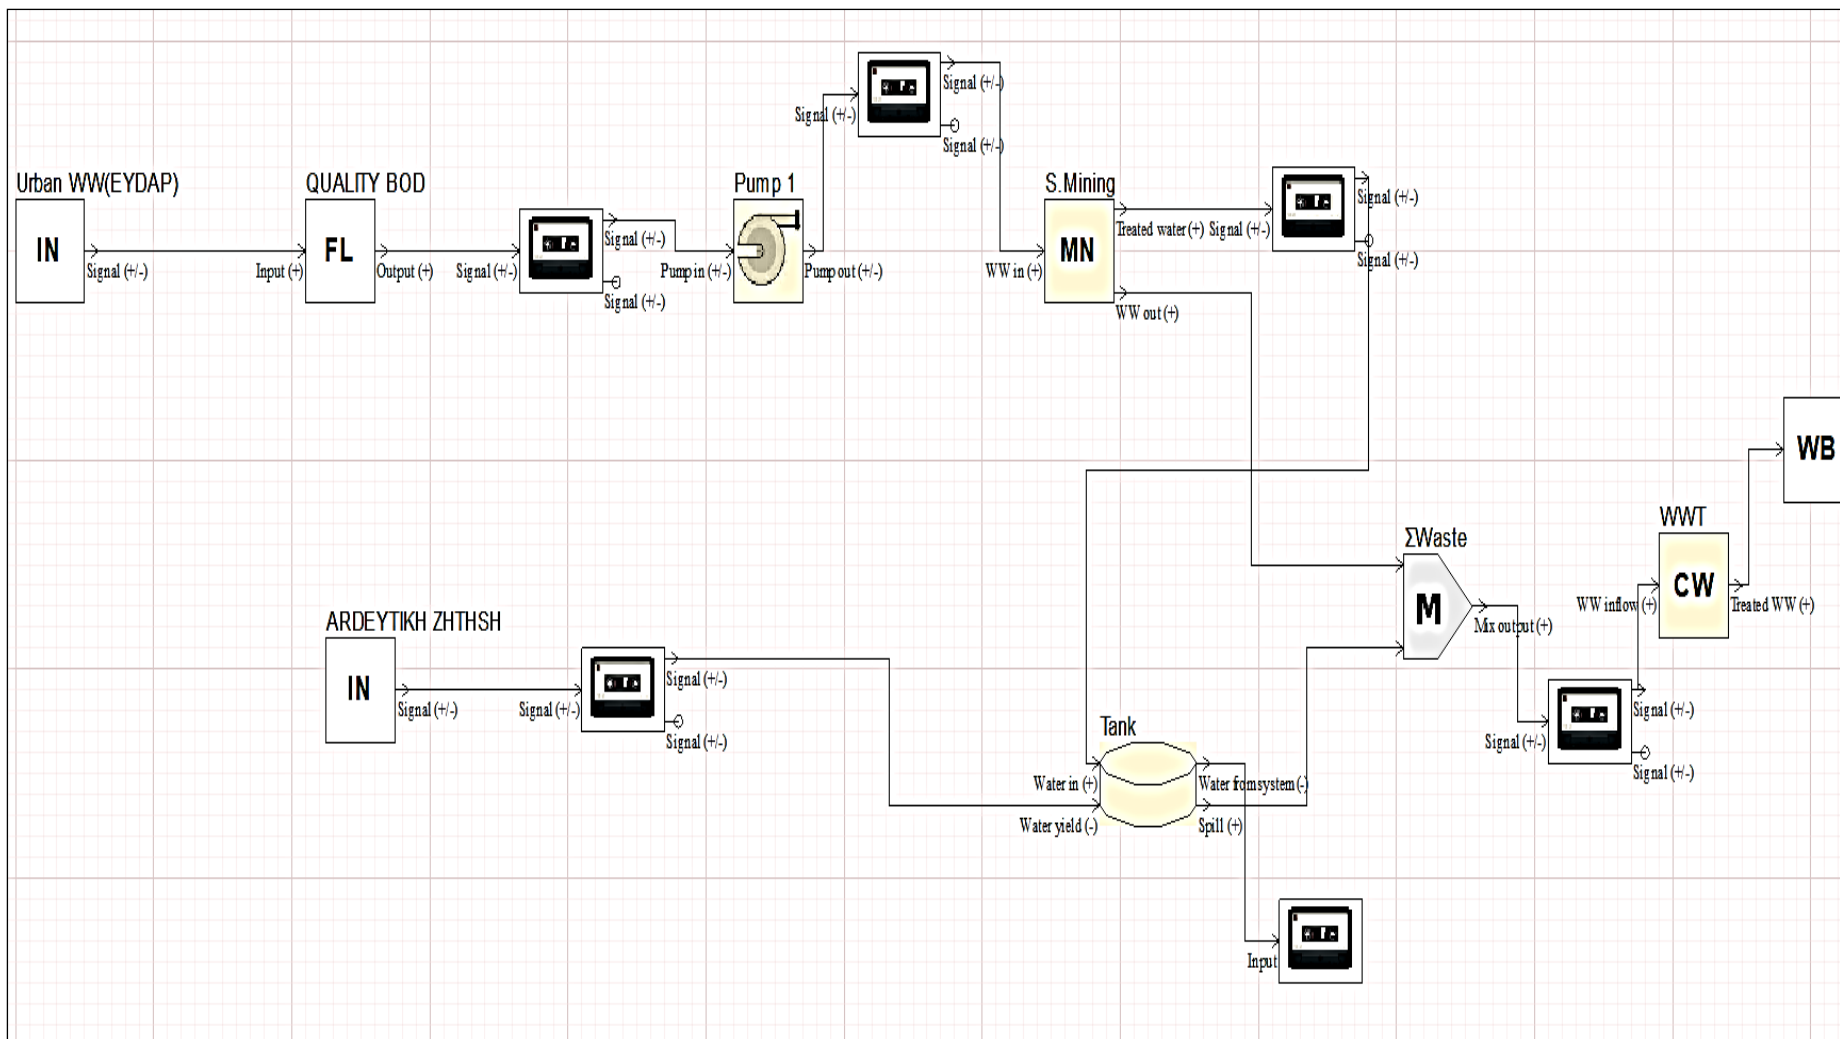 Signal (+/-)
Signal (+/-)
Signal (+/-)
Urban WW(EYDAP)
IN
Signal (+/-)
QUALITY BOD
Input (+)
FL
Output (+)
Signal (+/-)
Signal (+/-)
Signal (+/-)
Pump 1
Pump in (+/-)
Pump out (+/-)
S.Mining
WW in (+)
MN
Treated water (+)
WW out (+)
Signal (+/-)
Signal (+/-)
Signal (+/-)
WB
ΣWaste
M
Mix output (+)
WWT
WW inflow (+)
CW
Treated WW (+)
ARDEYTIKH ZHTHSH
IN
Signal (+/-)
Signal (+/-)
Signal (+/-)
Signal (+/-)
Signal (+/-)
Signal (+/-)
Signal (+/-)
Tank
Water in (+)
Water yield (-)
Water from system (-)
Spill (+)
Input